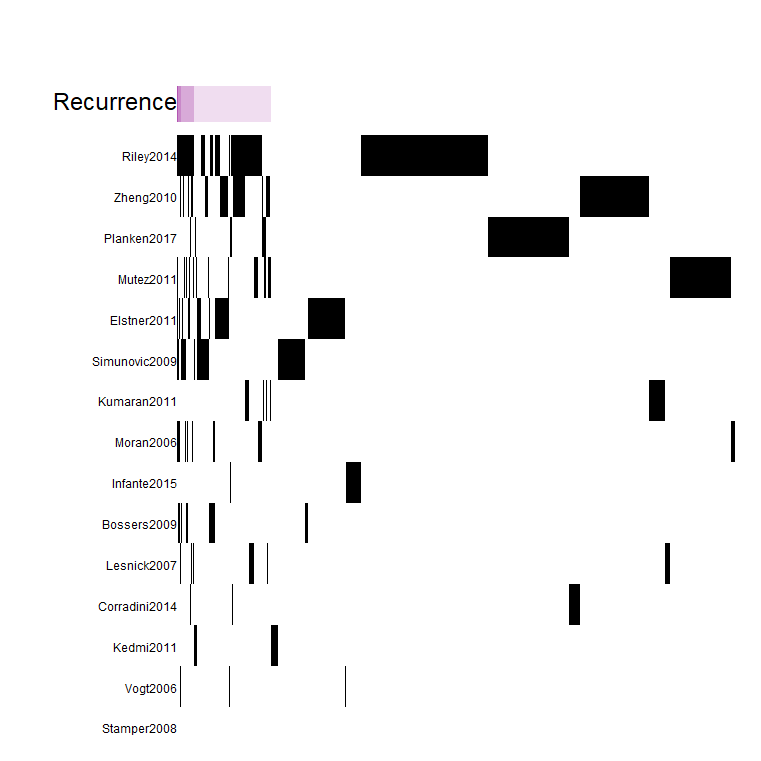 Recurrence
Riley2014
Zheng2010
Planken2017
Mutez2011
Elstner2011
Simunovic2009
Kumaran2011
Moran2006
Infante2015
Bossers2009
Lesnick2007
Corradini2014
Kedmi2011
Vogt2006
Stamper2008